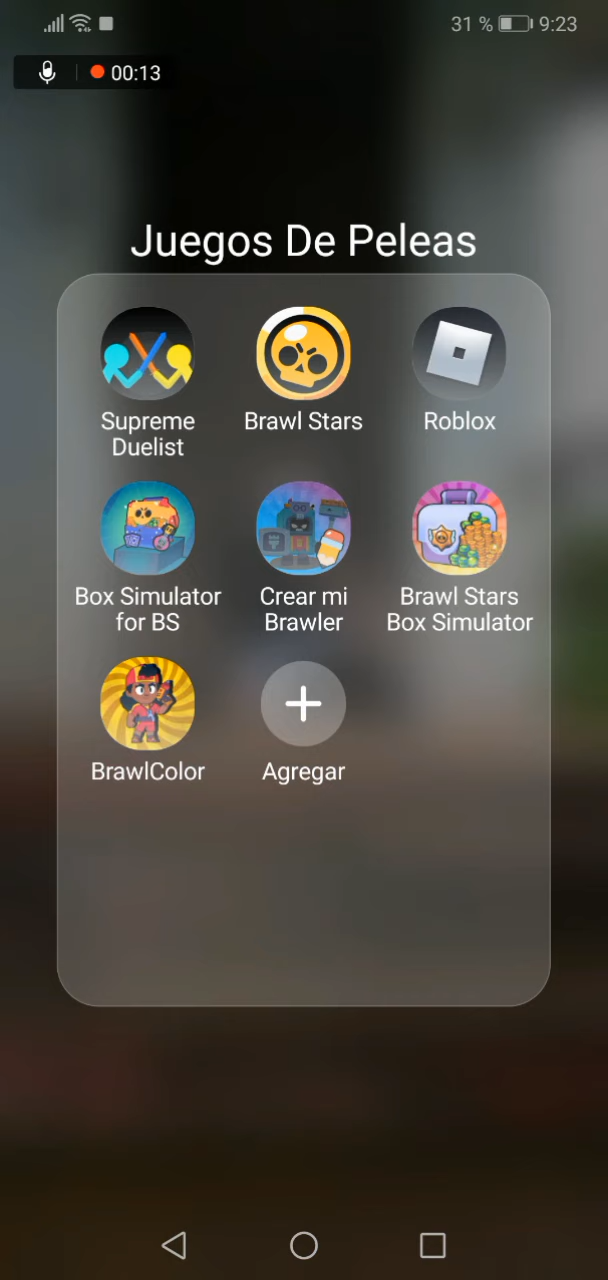 31 % 9:23
00:13
Juegos De Peleas
Supreme
Duelist
Brawl Stars
Roblox
Box Simulator
for BS
Crear mi
Brawler
Brawl Stars
Box Simulator
BrawlColor
Agregar